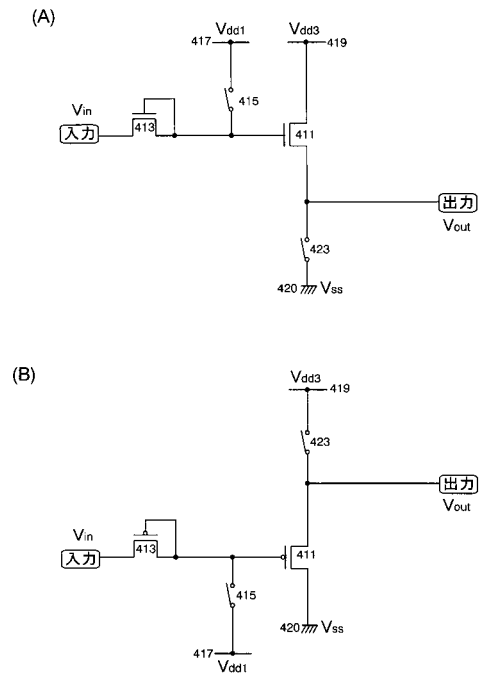 (A)
Vdd1
Vdd3
417
419
415
Vin
入力
413
411
出力
Vout
423
420
Vss
(B)
Vdd3
419
423
出力
Vout
Vin
入力
413
411
415
420
Vss
417
Vdd1